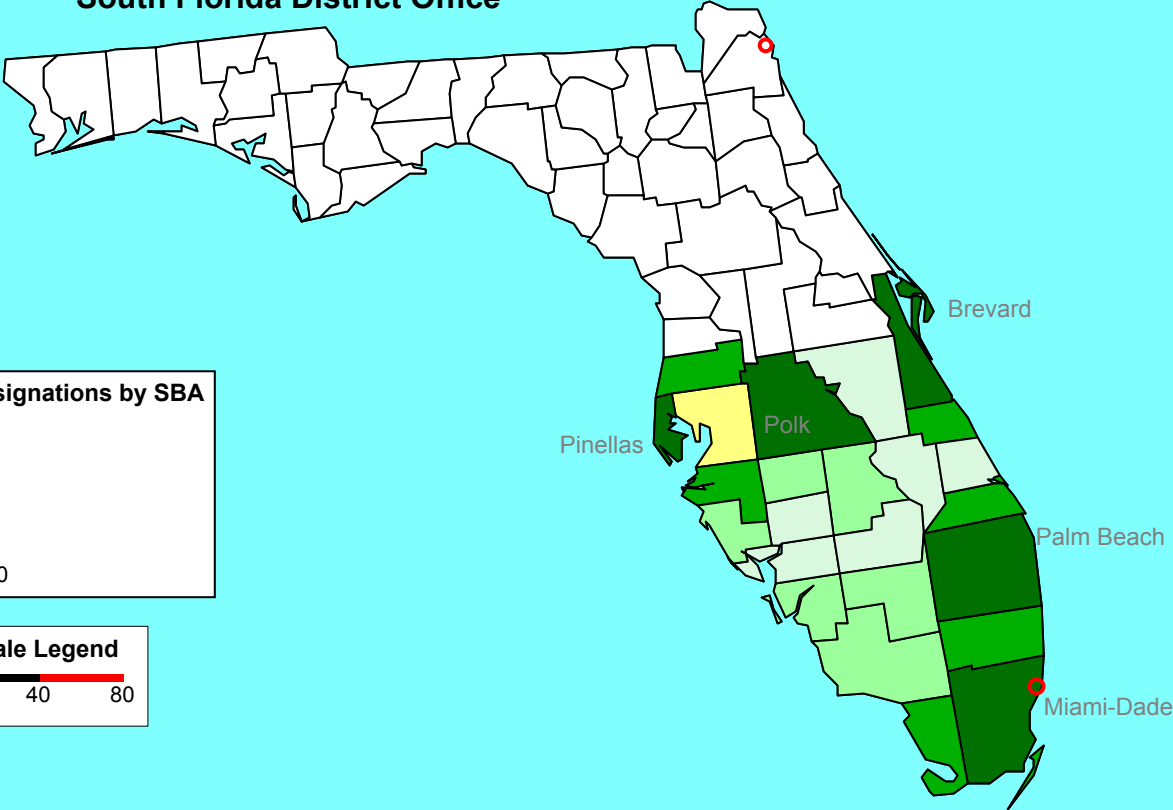 South Florida District Office
Brevard
signations by SBA
Polk
Pinellas
Palm Beach
0
ale Legend
40 80
Miami-Dade